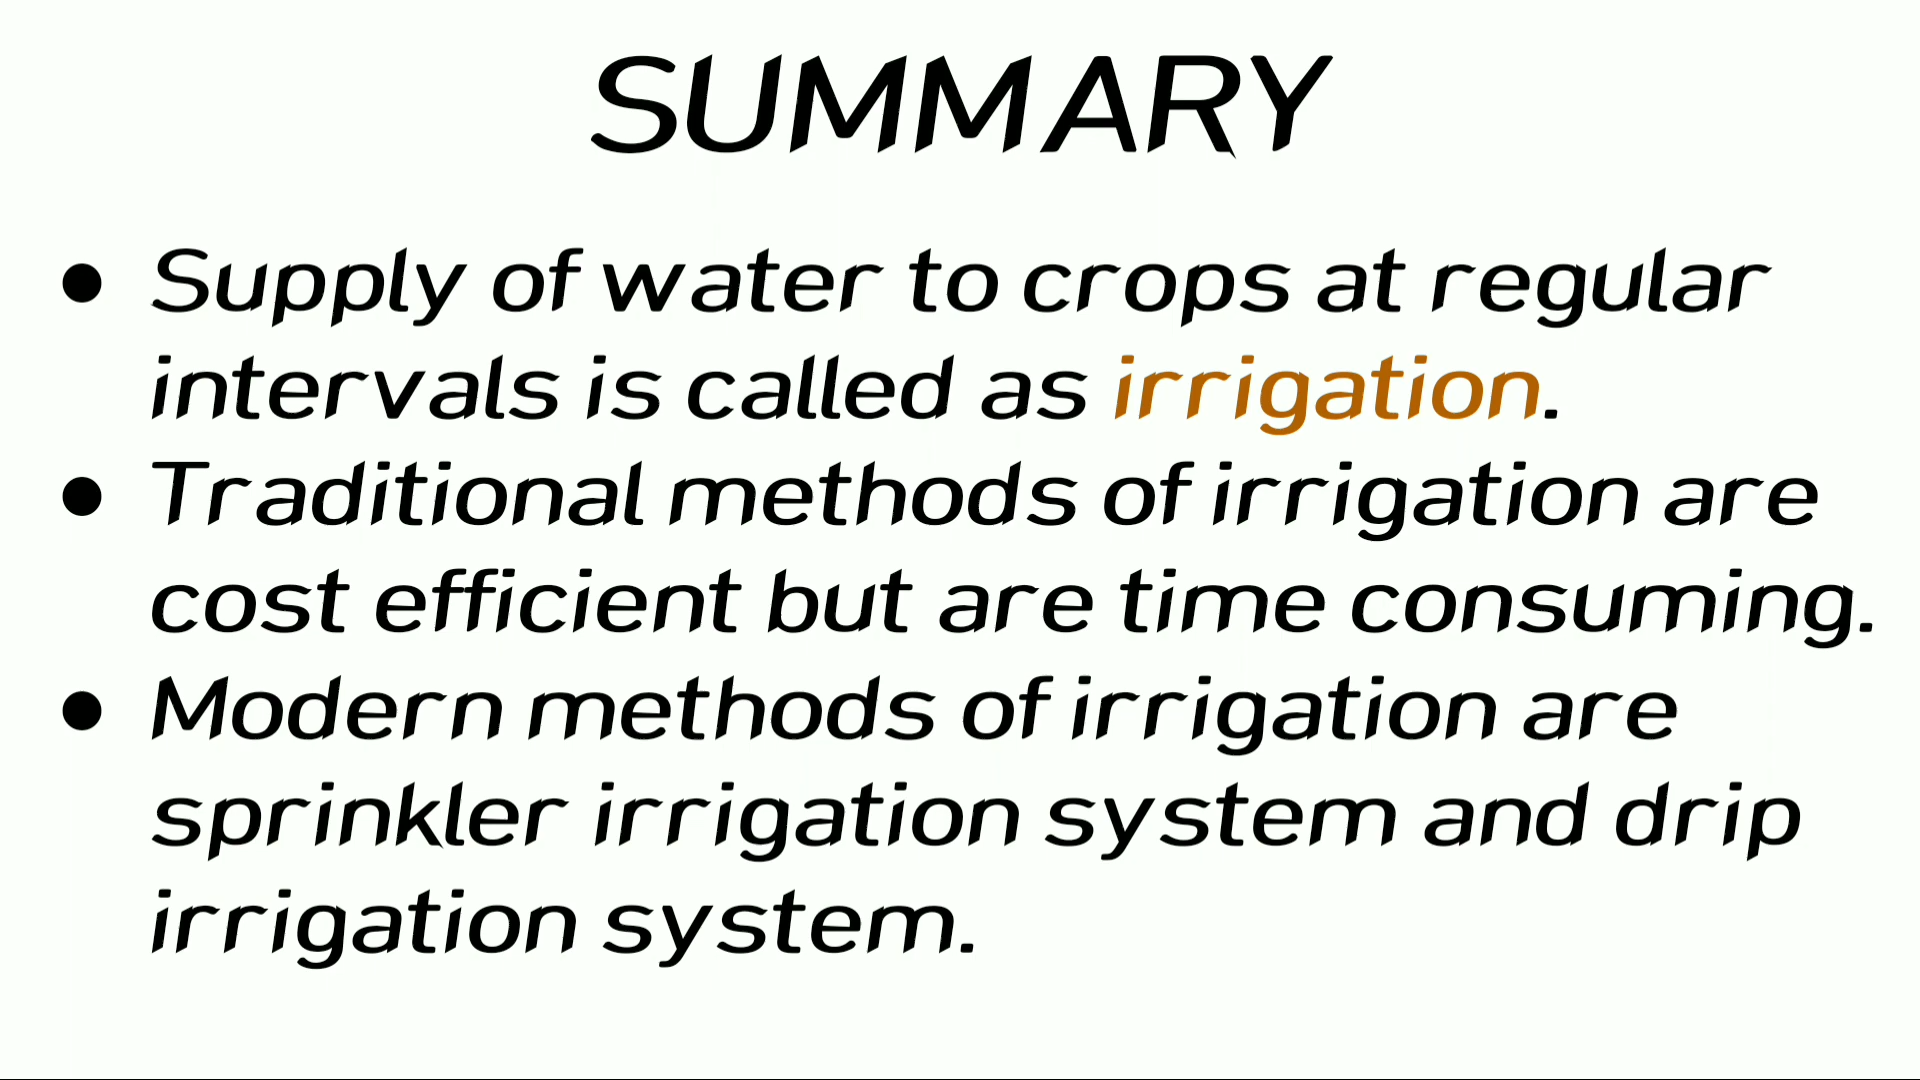 SUMMARY
● Supply of water to crops at regular
intervals is called as irrigation.
● Traditional methods of irrigation are
cost efficient but are time consuming.
● Modern methods of irrigation are
sprinkler irrigation system and drip
irrigation system.